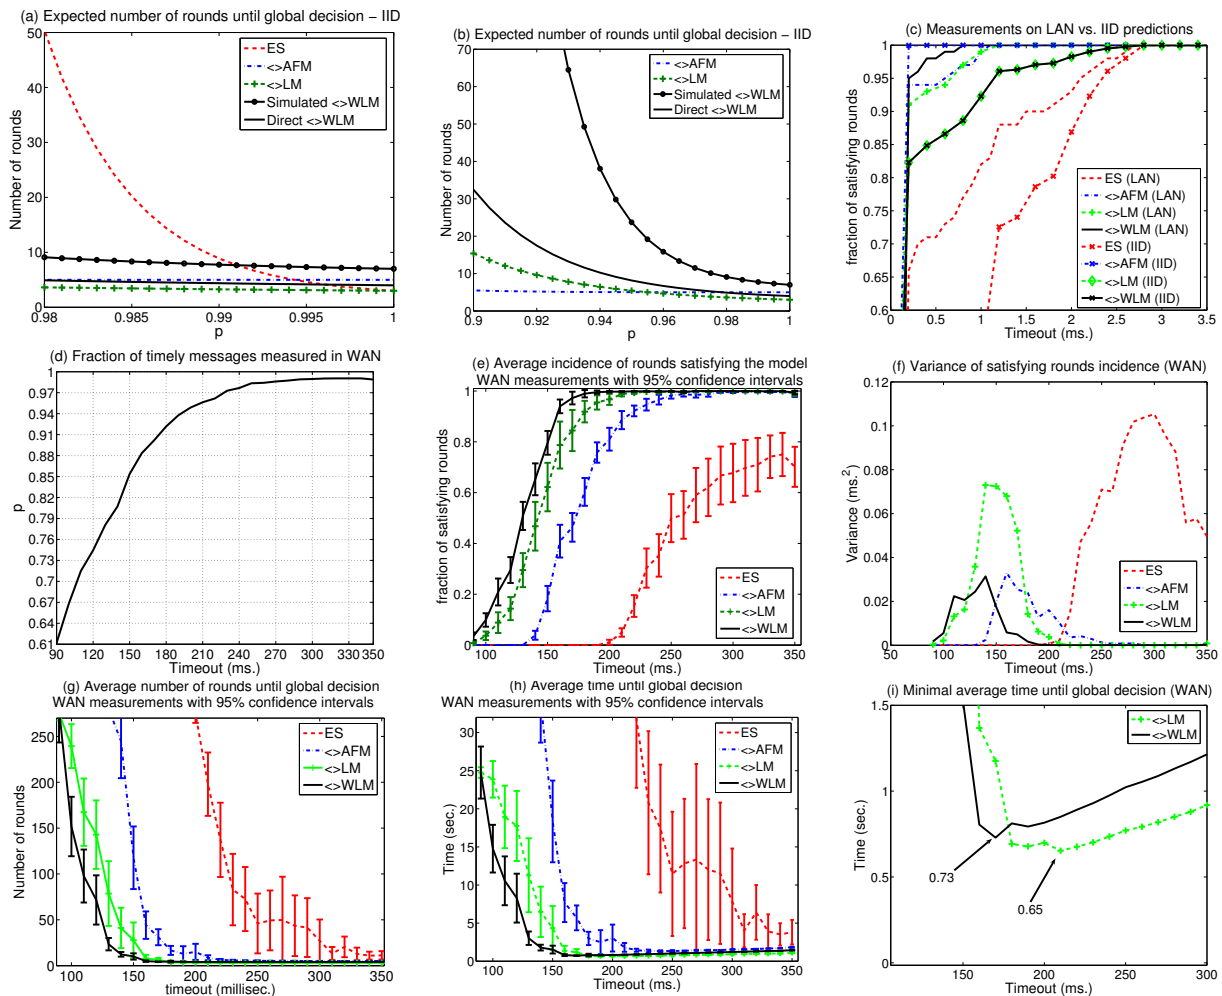 (a) Expected number of rounds until global decision – IID
50
40
30
20
10
0
Number of rounds
ES
<>AFM
<>LM
Simulated <>WLM
Direct <>WLM
0.98
0.985
0.99
0.995
1
p
(b) Expected number of rounds until global decision – IID
70
60
50
40
30
20
10
0
Number of rounds
<>AFM
<>LM
Simulated <>WLM
Direct <>WLM
0.9
0.92
0.94
0.96
0.98
1
p
(c) Measurements on LAN vs. IID predictions
1
0.95
0.9
0.85
0.8
0.75
0.7
0.65
0.6
fraction of satisfying rounds
ES (LAN)
<>AFM (LAN)
<>LM (LAN)
<>WLM (LAN)
ES (IID)
<>AFM (IID)
<>LM (IID)
<>WLM (IID)
0
0.5
1
1.5
2
2.5
3
3.5
Timeout (ms.)
(d) Fraction of timely messages measured in WAN
1
0.97
0.94
0.91
0.88
0.85
0.82
0.79
0.76
0.73
0.7
0.67
0.64
0.61
p
90
120
150
180
210
240
270
300
330 350
Timeout (ms.)
(e) Average incidence of rounds satisfying the model
WAN measurements with 95% confidence intervals
1
0.8
0.6
0.4
0.2
0
fraction of satisfying rounds
ES
<>AFM
<>LM
<>WLM
100
150
200
250
300
350
Timeout (ms.)
(f) Variance of satisfying rounds incidence (WAN)
0.12
0.1
0.08
0.06
0.04
0.02
0
Variance (ms.²)
ES
<>AFM
<>LM
<>WLM
50
100
150
200
250
300
350
Timeout (ms.)
(g) Average number of rounds until global decision
WAN measurements with 95% confidence intervals
250
200
150
100
50
0
Number of rounds
ES
<>AFM
<>LM
<>WLM
100
150
200
250
300
350
timeout (millisec.)
(h) Average time until global decision
WAN measurements with 95% confidence intervals
30
25
20
15
10
5
0
Time (sec.)
ES
<>AFM
<>LM
<>WLM
100
150
200
250
300
350
Timeout (ms.)
(i) Minimal average time until global decision (WAN)
1.5
1
0.5
0
Time (sec.)
<>LM
<>WLM
0.73
0.65
150
200
250
300
Timeout (ms.)